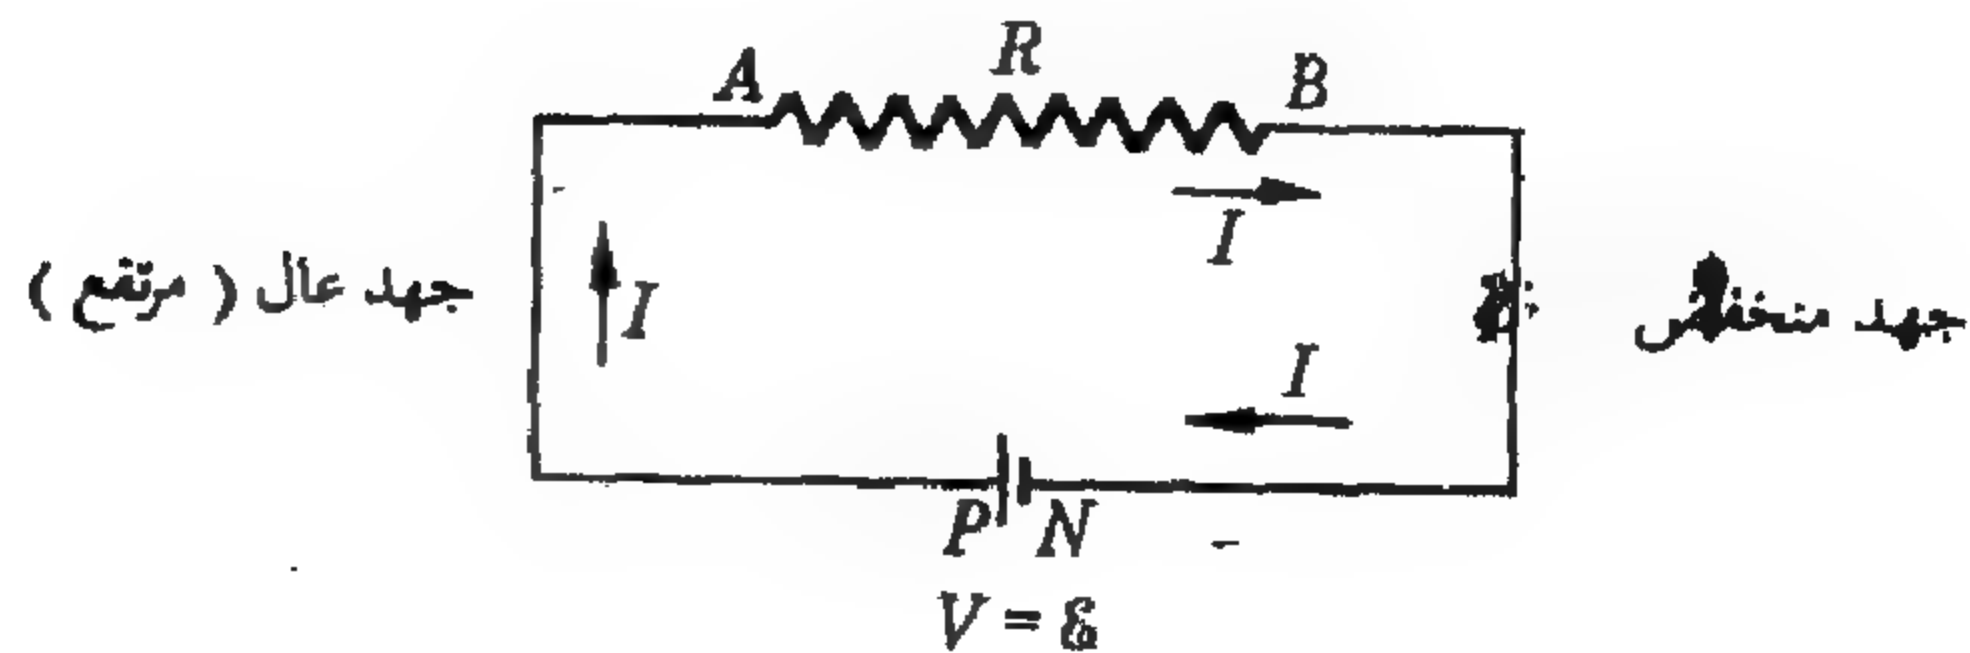 A R B
I
جهد عال ( مرتفع )
I
جهد منخفض
I
P N
V = ℰ